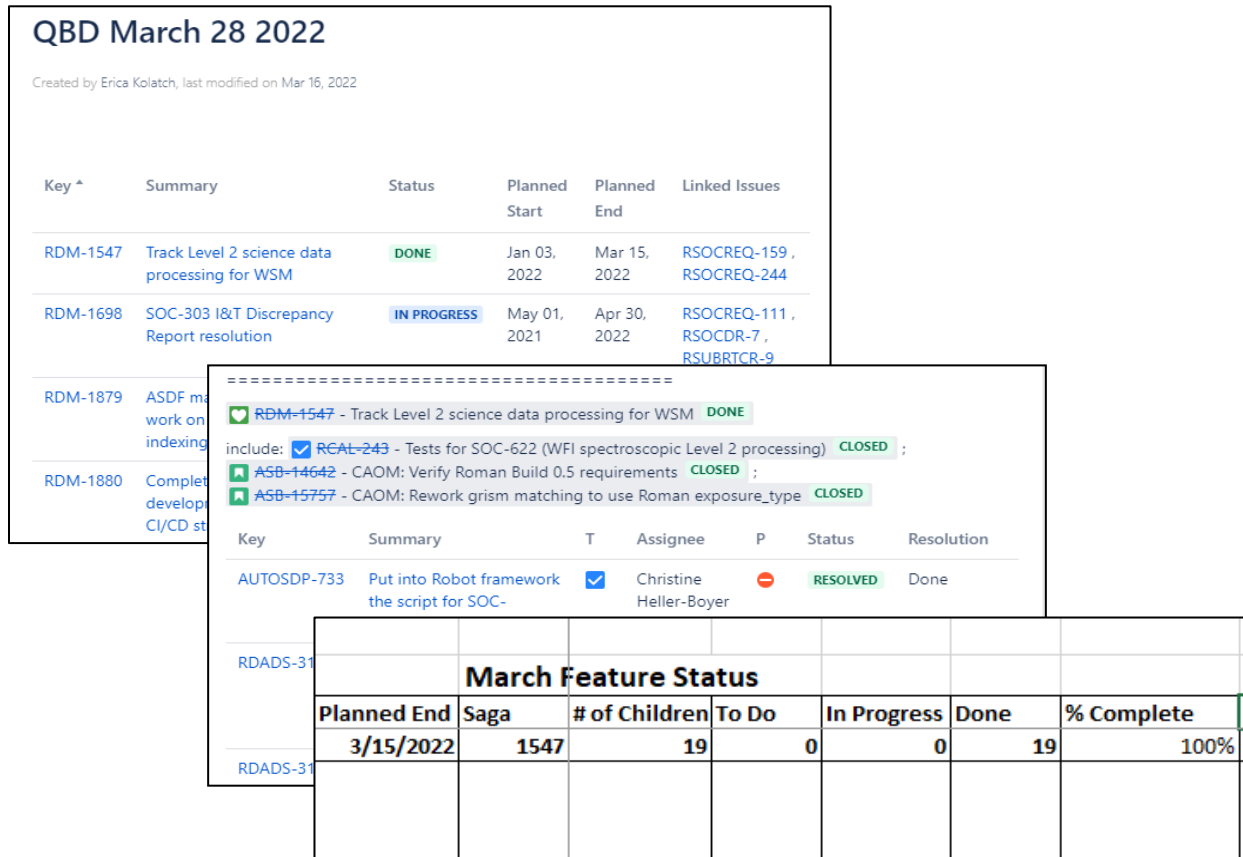 QBD March 28 2022
Created by Erica Kolatch, last modified on Mar 16, 2022
Key Summary Status Planned Planned Linked Issues
Start End
RDM-1547 Track Level 2 science data DONE Jan 03, Mar 15, RSOCREQ-159 ,
processing for WSM 2022 2022 RSOCREQ-244
RDM-1698 SOC-303 I&T Discrepancy IN PROGRESS May 01, Apr 30, RSOCREQ-111 ,
Report resolution 2021 2022 RSOCDR-7 ,
RSUBRTCR-9
RDM-1879 ASDF ma
work on
indexing
RDM-1880 Complet
develop
CI/CD st
=======================================
RDM-1547 - Track Level 2 science data processing for WSM DONE
include: RCAL-243 - Tests for SOC-622 (WFI spectroscopic Level 2 processing) CLOSED ;
ASB-14642 - CAOM: Verify Roman Build 0.5 requirements CLOSED ;
ASB-15757 - CAOM: Rework grism matching to use Roman exposure_type CLOSED
Key Summary T Assignee P Status Resolution
AUTOSDP-733 Put into Robot framework Christine RESOLVED Done
the script for SOC- Heller-Boyer
RDADS-31
RDADS-31
March Feature Status
Planned End Saga # of Children To Do In Progress Done % Complete
3/15/2022 1547 19 0 0 19 100%